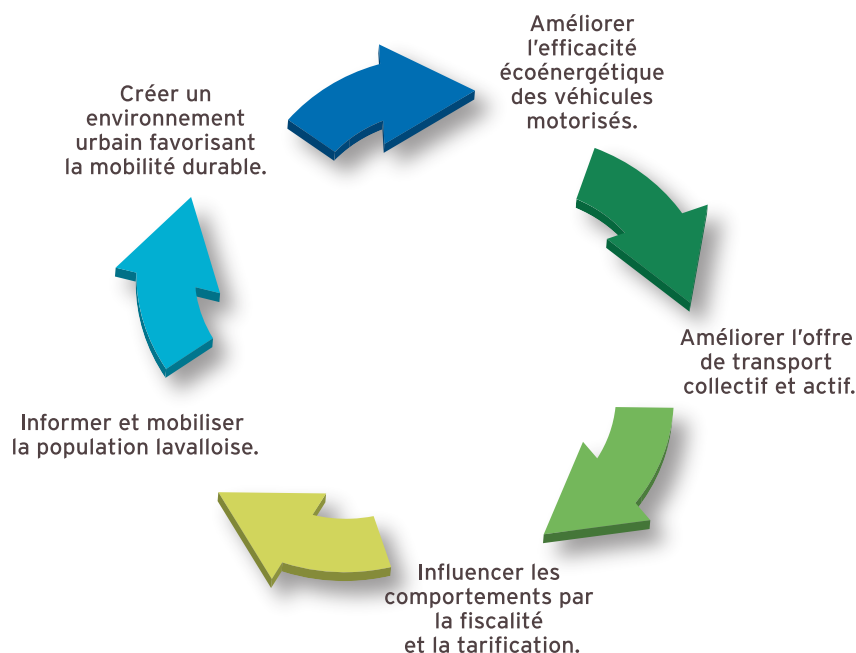 Améliorer
l'efficacité
écoénergétique
des véhicules
motorisés.
Créer un
environnement
urbain favorisant
la mobilité durable.
Améliorer l'offre
de transport
collectif et actif.
Informer et mobiliser
la population lavalloise.
Influencer les
comportements par
la fiscalité
et la tarification.